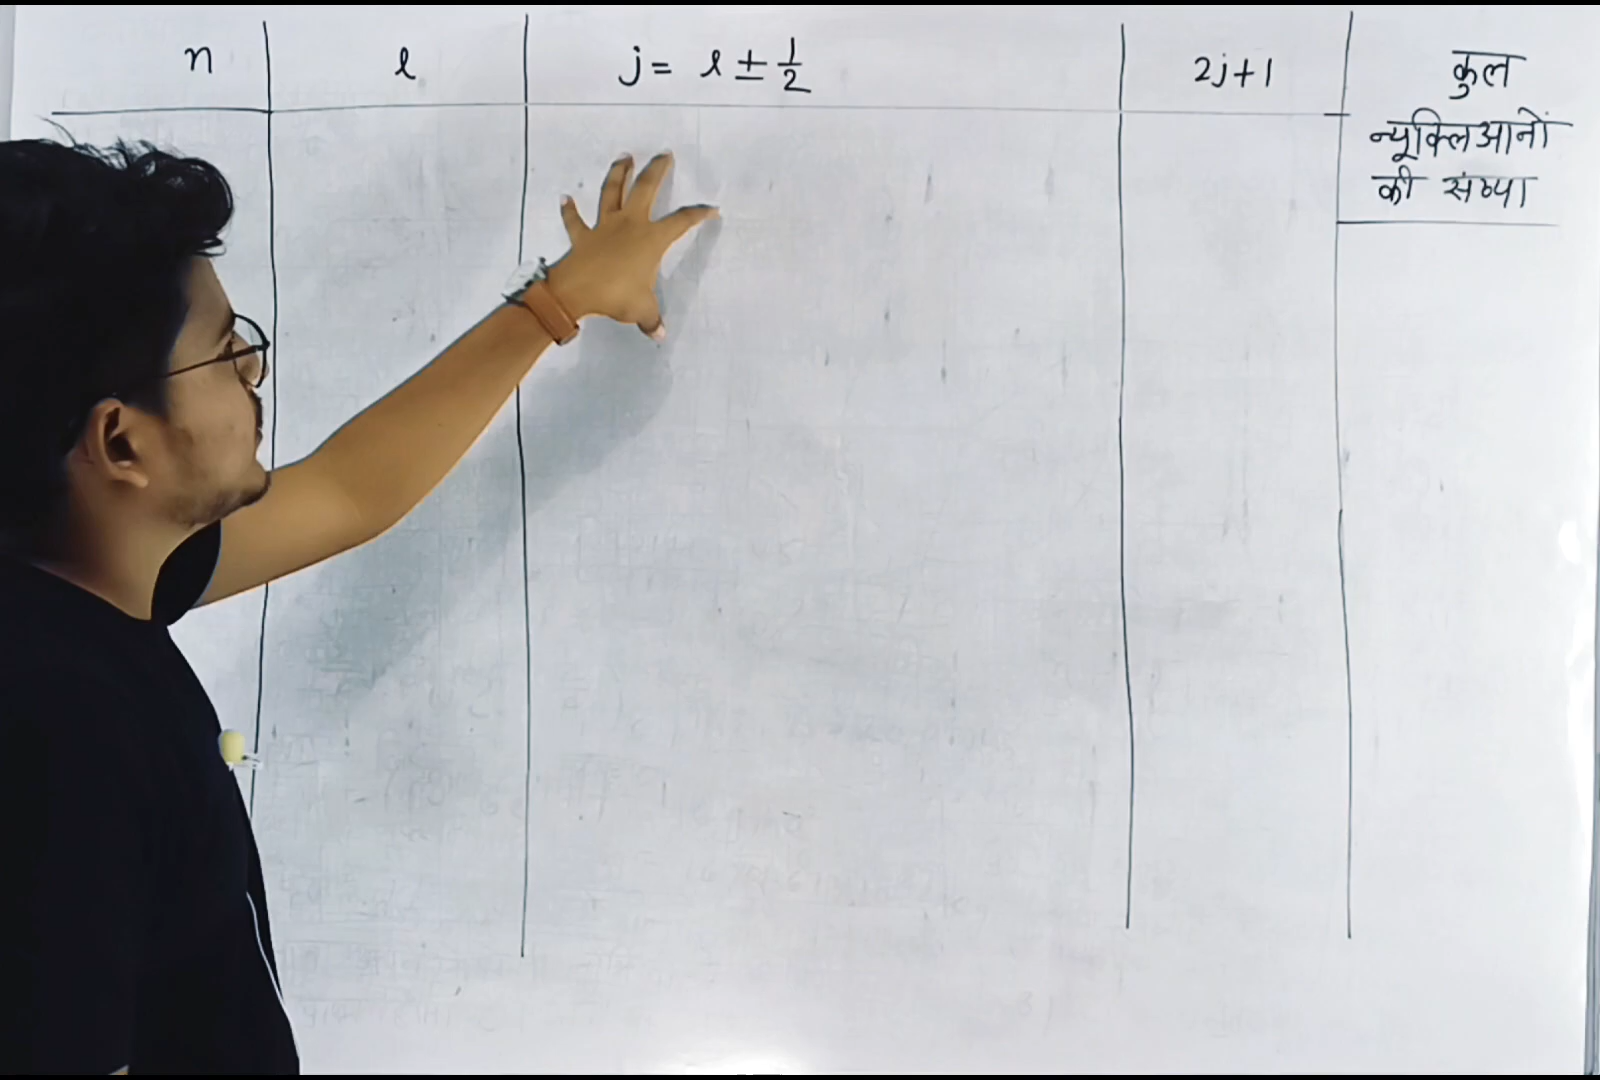 n l j = l ± 1/2 2j+1 कुल
न्यूक्लिआनों
की संख्या